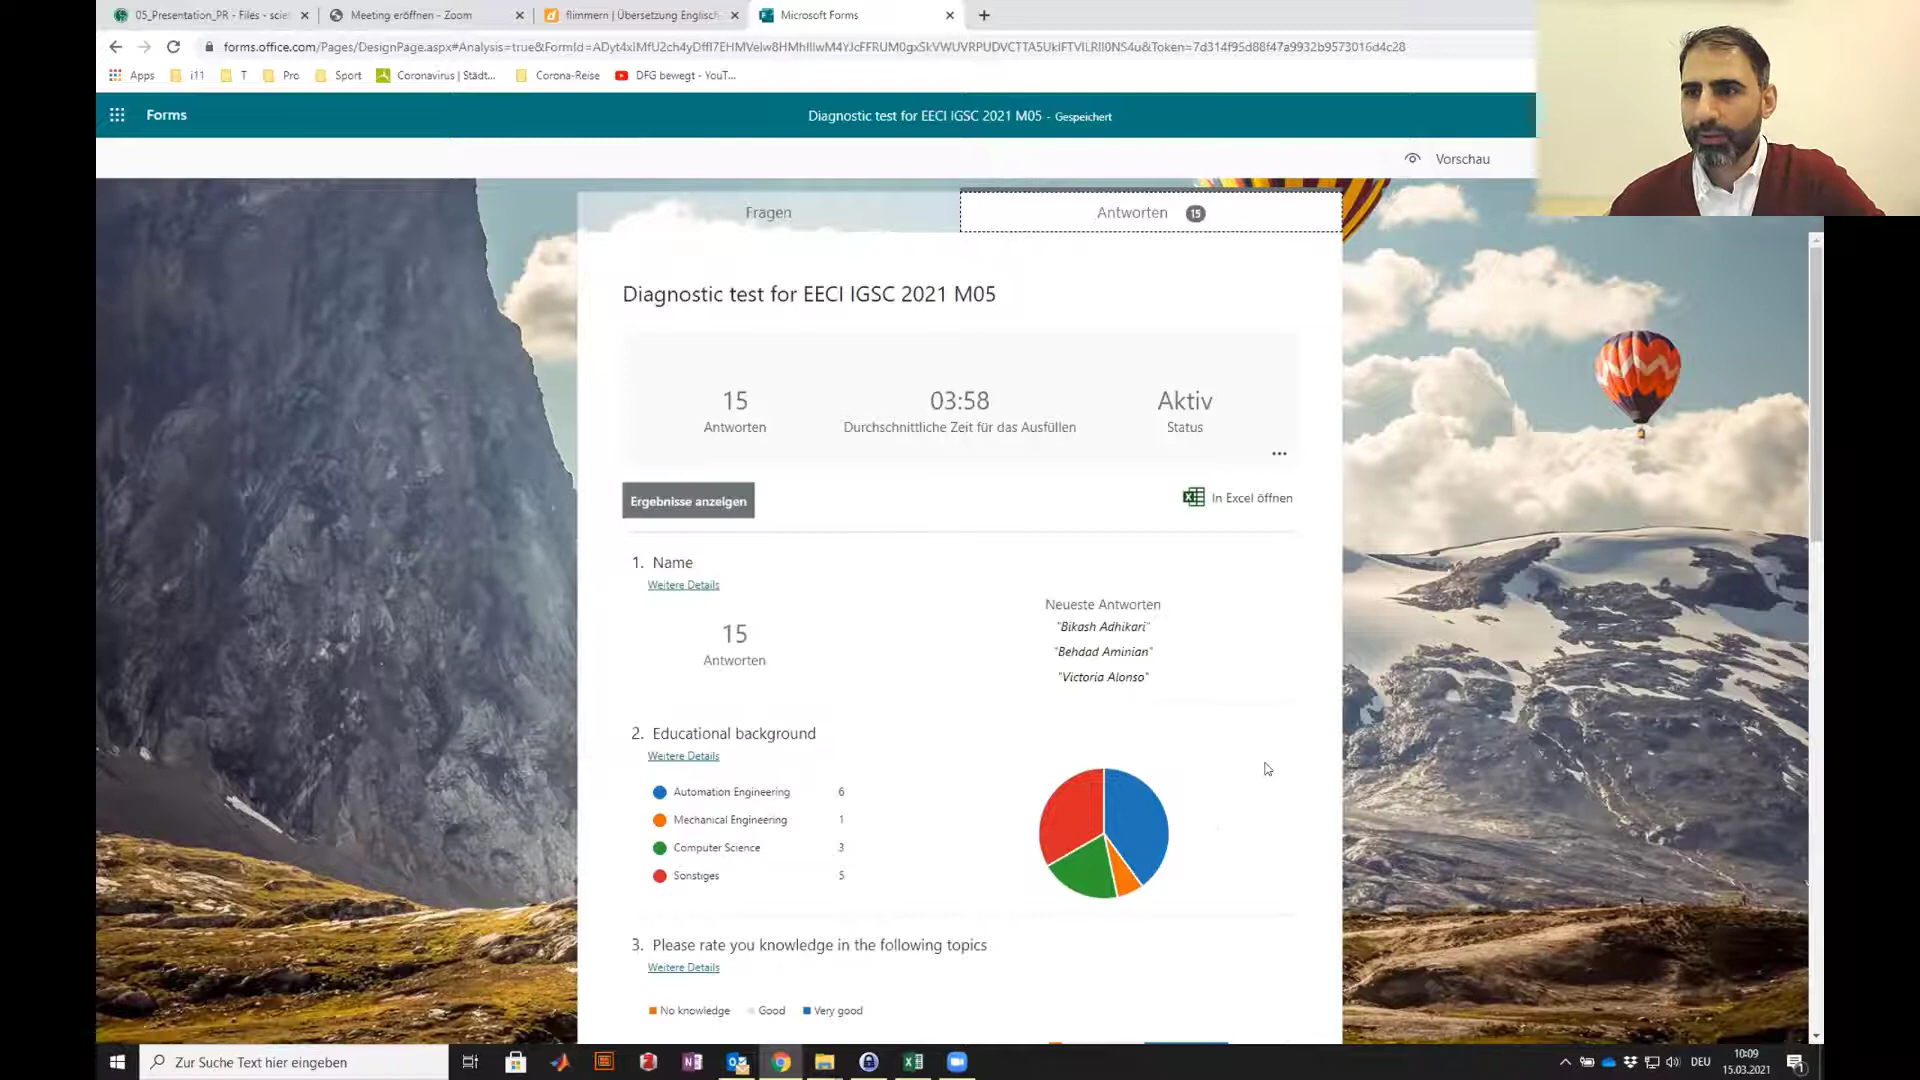 05_Presentation_PR - Files - scie
Meeting eröffnen - Zoom
flimmern | Übersetzung Englisch-
Microsoft Forms
Apps
i11
T
Pro
Sport
Coronavirus | Städt...
Corona-Reise
DFG bewegt - YouT...
Forms
Diagnostic test for EECI IGSC 2021 M05 - Gespeichert
Vorschau
Fragen
Antworten 15
Diagnostic test for EECI IGSC 2021 M05
15
Antworten
03:58
Durchschnittliche Zeit für das Ausfüllen
Aktiv
Status
Ergebnisse anzeigen
In Excel öffnen
1. Name
Weitere Details
15
Antworten
Neueste Antworten
"Bikash Adhikari"
"Behdad Aminian"
"Victoria Alonso"
2. Educational background
Weitere Details
Automation Engineering 6
Mechanical Engineering 1
Computer Science 3
Sonstiges 5
3. Please rate you knowledge in the following topics
Weitere Details
No knowledge Good Very good
Zur Suche Text hier eingeben
DEU
10:09
15.03.2021